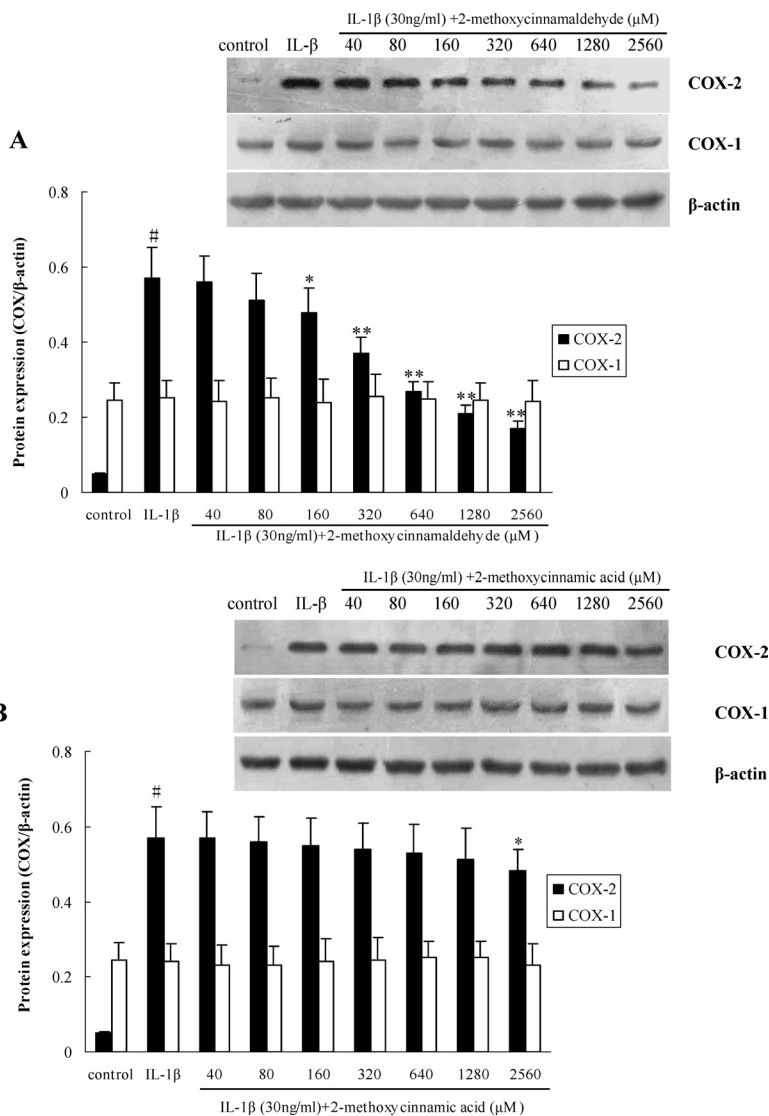 IL-1β (30ng/ml) +2-methoxycinnamaldehyde (μM)
control IL-β 40 80 160 320 640 1280 2560
COX-2
A
COX-1
β-actin
0.8
0.6
0.4
0.2
0
Protein expression (COX/β-actin)
#
*
**
**
**
**
COX-2
COX-1
control IL-1β 40 80 160 320 640 1280 2560
IL-1β (30ng/ml)+2-methoxycinnamaldehyde (μM)
IL-1β (30ng/ml) +2-methoxycinnamic acid (μM)
control IL-β 40 80 160 320 640 1280 2560
COX-2
B
COX-1
β-actin
0.8
0.6
0.4
0.2
0
Protein expression (COX/β-actin)
#
*
COX-2
COX-1
control IL-1β 40 80 160 320 640 1280 2560
IL-1β (30ng/ml)+2-methoxycinnamic acid (μM)